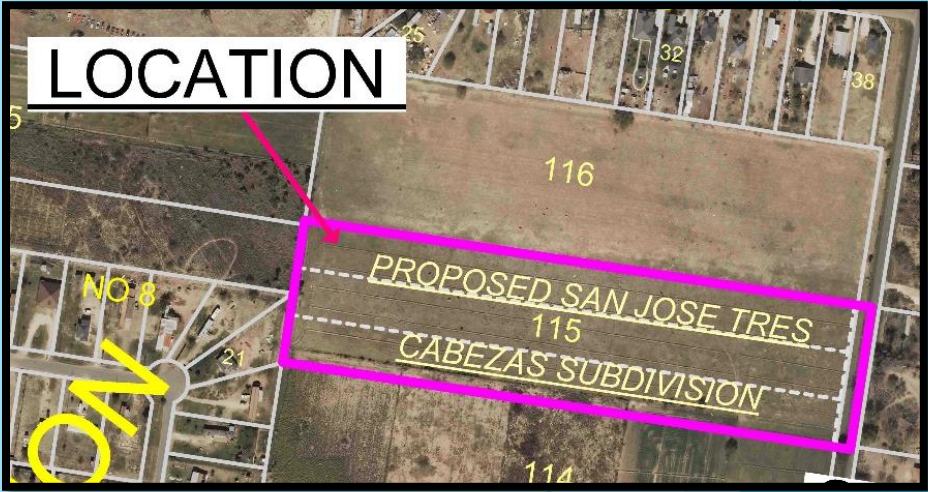 25
32
LOCATION
38
5
116
PROPOSED SAN JOSE TRES
NO 8
115
CABEZAS SUBDIVISION
21
ON
114